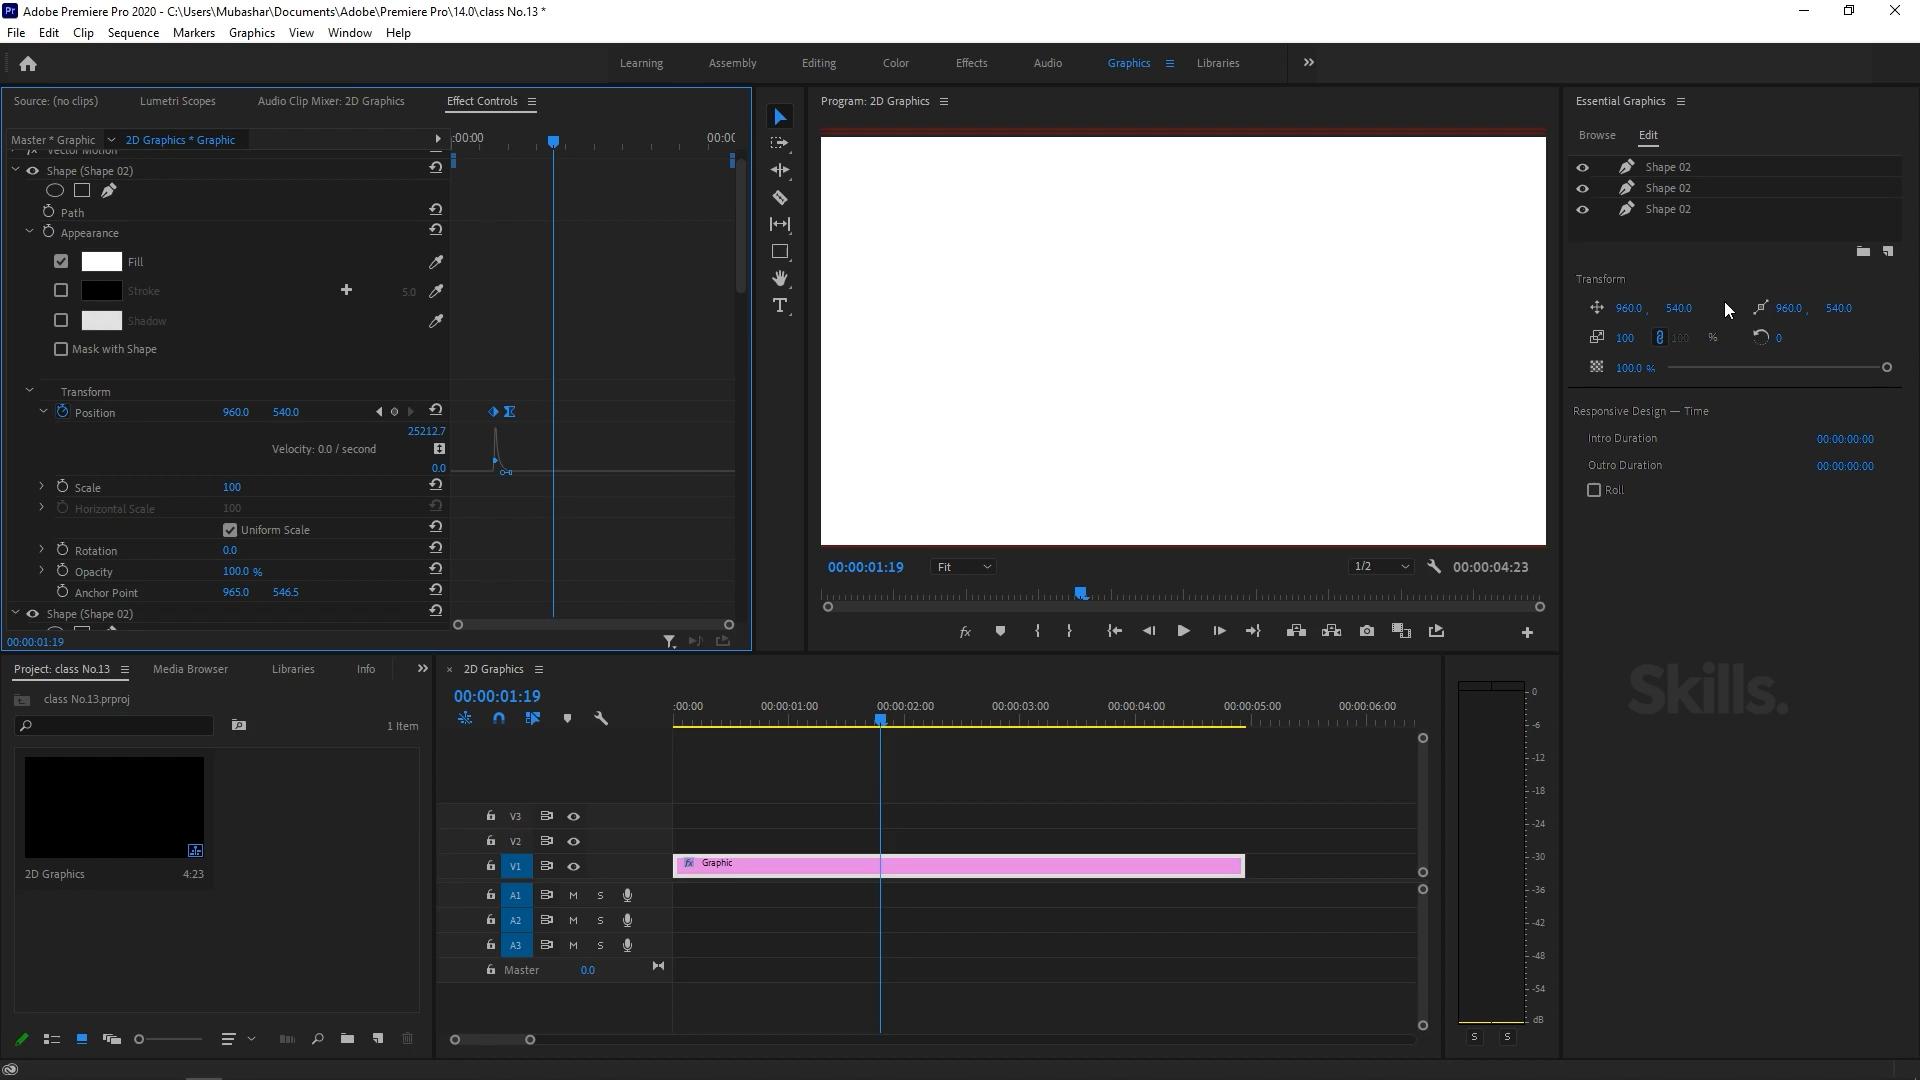 Adobe Premiere Pro 2020 - C:\Users\Mubashar\Documents\Adobe\Premiere Pro\14.0\class No.13 *
File Edit Clip Sequence Markers Graphics View Window Help
Learning Assembly Editing Color Effects Audio Graphics Libraries
Source: (no clips) Lumetri Scopes Audio Clip Mixer: 2D Graphics Effect Controls
Master * Graphic 2D Graphics * Graphic
:00:00 00:00
Vector Motion
Shape (Shape 02)
Path
Appearance
Fill
Stroke 5.0
Shadow
Mask with Shape
Transform
Position 960.0 540.0
25212.7
Velocity: 0.0 / second
0.0
Scale 100
Horizontal Scale 100
Uniform Scale
Rotation 0.0
Opacity 100.0 %
Anchor Point 965.0 546.5
Shape (Shape 02)
00:00:01:19
Program: 2D Graphics
00:00:01:19 Fit 1/2 00:00:04:23
Essential Graphics
Browse Edit
Shape 02
Shape 02
Shape 02
Transform
960.0 , 540.0 960.0 , 540.0
100 100 % 0
100.0 %
Responsive Design — Time
Intro Duration 00:00:00:00
Outro Duration 00:00:00:00
Roll
Skills.
Project: class No.13 Media Browser Libraries Info
class No.13.prproj
1 Item
2D Graphics 4:23
2D Graphics
00:00:01:19
:00:00 00:00:01:00 00:00:02:00 00:00:03:00 00:00:04:00 00:00:05:00 00:00:06:00
V3
V2
V1 fx Graphic
A1 M S
A2 M S
A3 M S
Master 0.0
0
-6
-12
-18
-24
-30
-36
-42
-48
-54
dB
S S